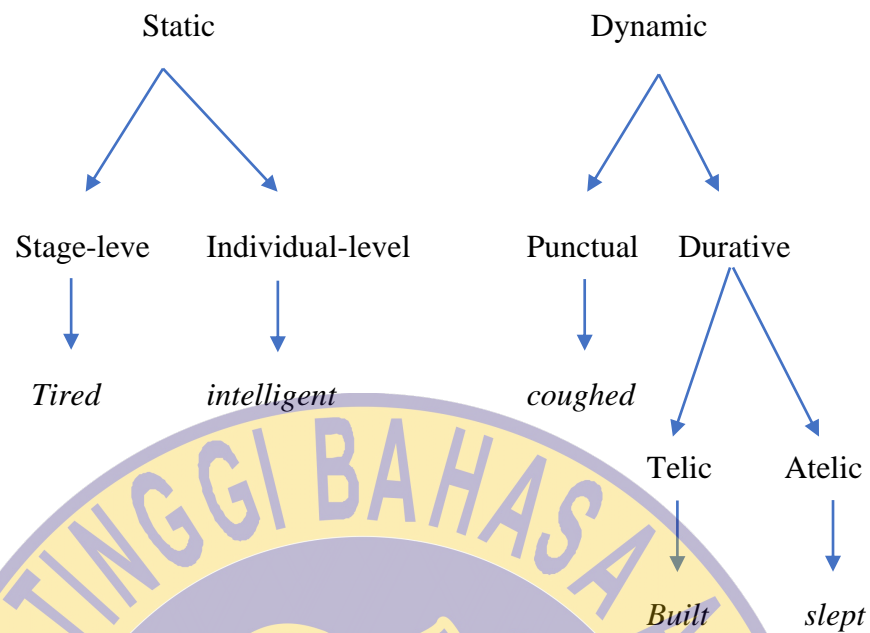 Static Dynamic
Stage-leve Individual-level Punctual Durative
Tired intelligent coughed
Telic Atelic
Built slept
TINGGI BAHASA